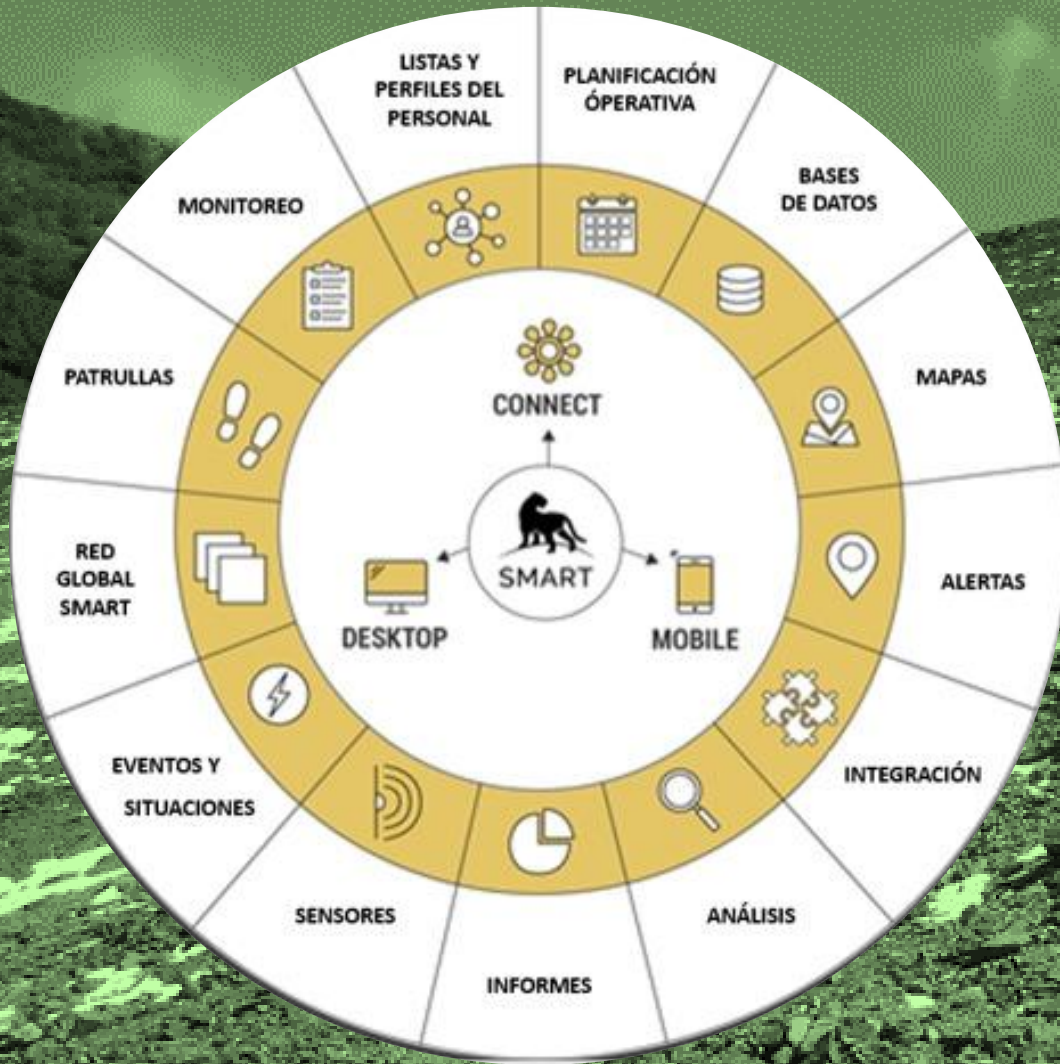 LISTAS Y
PERFILES DEL
PERSONAL
PLANIFICACIÓN
ÓPERATIVA
BASES
DE DATOS
MAPAS
ALERTAS
INTEGRACIÓN
ANÁLISIS
INFORMES
SENSORES
EVENTOS Y
SITUACIONES
RED
GLOBAL
SMART
PATRULLAS
MONITOREO
CONNECT
SMART
DESKTOP
MOBILE